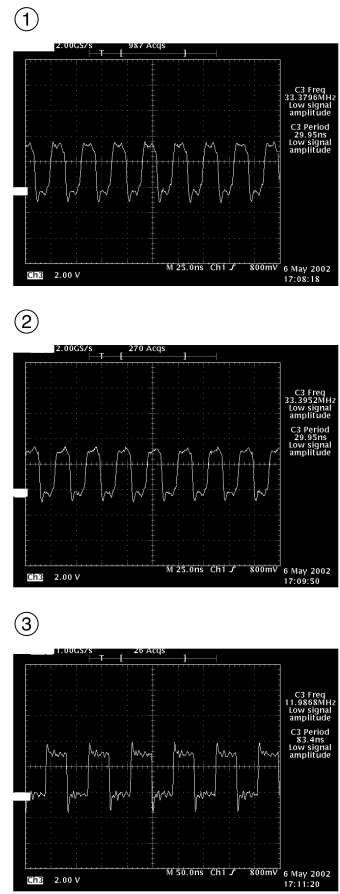 ①
2.00GS/s 987 Acqs
T [ ]
C3 Freq
33.3796MHz
Low signal
amplitude
C3 Period
29.95ns
Low signal
amplitude
Ch3 2.00 V
M 25.0ns Ch1 ƒ 800mV
6 May 2002
17:08:18
②
2.00GS/s 270 Acqs
T [ ]
C3 Freq
33.3952MHz
Low signal
amplitude
C3 Period
29.95ns
Low signal
amplitude
Ch3 2.00 V
M 25.0ns Ch1 ƒ 800mV
6 May 2002
17:09:50
③
1.00GS/s 26 Acqs
T [ ]
C3 Freq
11.9868MHz
Low signal
amplitude
C3 Period
83.4ns
Low signal
amplitude
Ch3 2.00 V
M 50.0ns Ch1 ƒ 800mV
6 May 2002
17:11:20